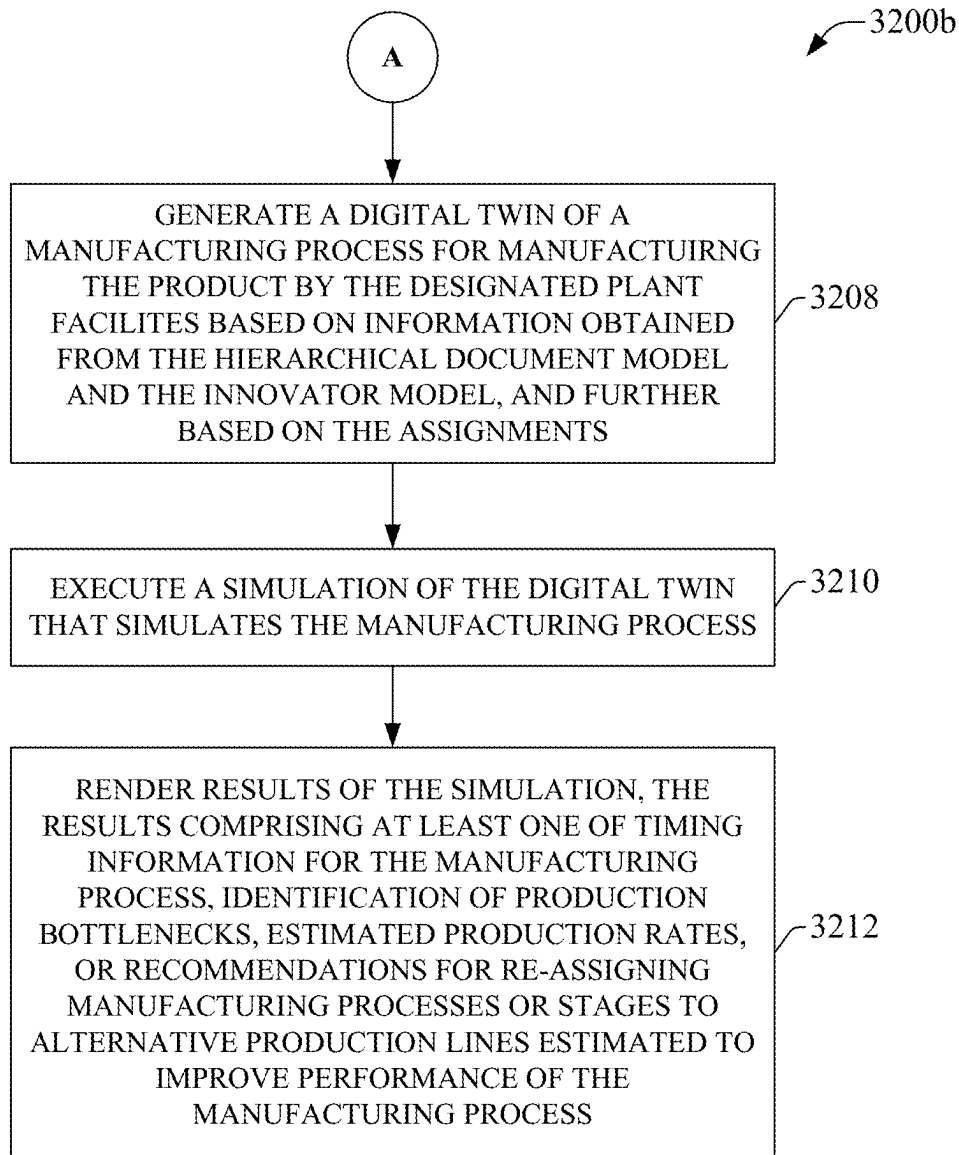 3200b
A
GENERATE A DIGITAL TWIN OF A
MANUFACTURING PROCESS FOR MANUFACTUIRNG
THE PRODUCT BY THE DESIGNATED PLANT
FACILITES BASED ON INFORMATION OBTAINED
FROM THE HIERARCHICAL DOCUMENT MODEL
AND THE INNOVATOR MODEL, AND FURTHER
BASED ON THE ASSIGNMENTS
3208
EXECUTE A SIMULATION OF THE DIGITAL TWIN
THAT SIMULATES THE MANUFACTURING PROCESS
3210
RENDER RESULTS OF THE SIMULATION, THE
RESULTS COMPRISING AT LEAST ONE OF TIMING
INFORMATION FOR THE MANUFACTURING
PROCESS, IDENTIFICATION OF PRODUCTION
BOTTLENECKS, ESTIMATED PRODUCTION RATES,
OR RECOMMENDATIONS FOR RE-ASSIGNING
MANUFACTURING PROCESSES OR STAGES TO
ALTERNATIVE PRODUCTION LINES ESTIMATED TO
IMPROVE PERFORMANCE OF THE
MANUFACTURING PROCESS
3212